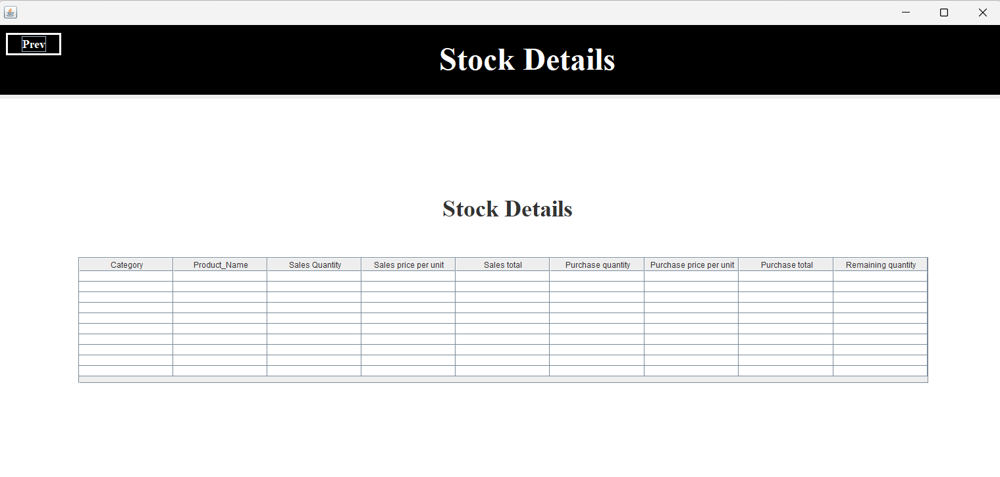 Prev
Stock Details
Stock Details
Category Product_Name Sales Quantity Sales price per unit Sales total Purchase quantity Purchase price per unit Purchase total Remaining quantity